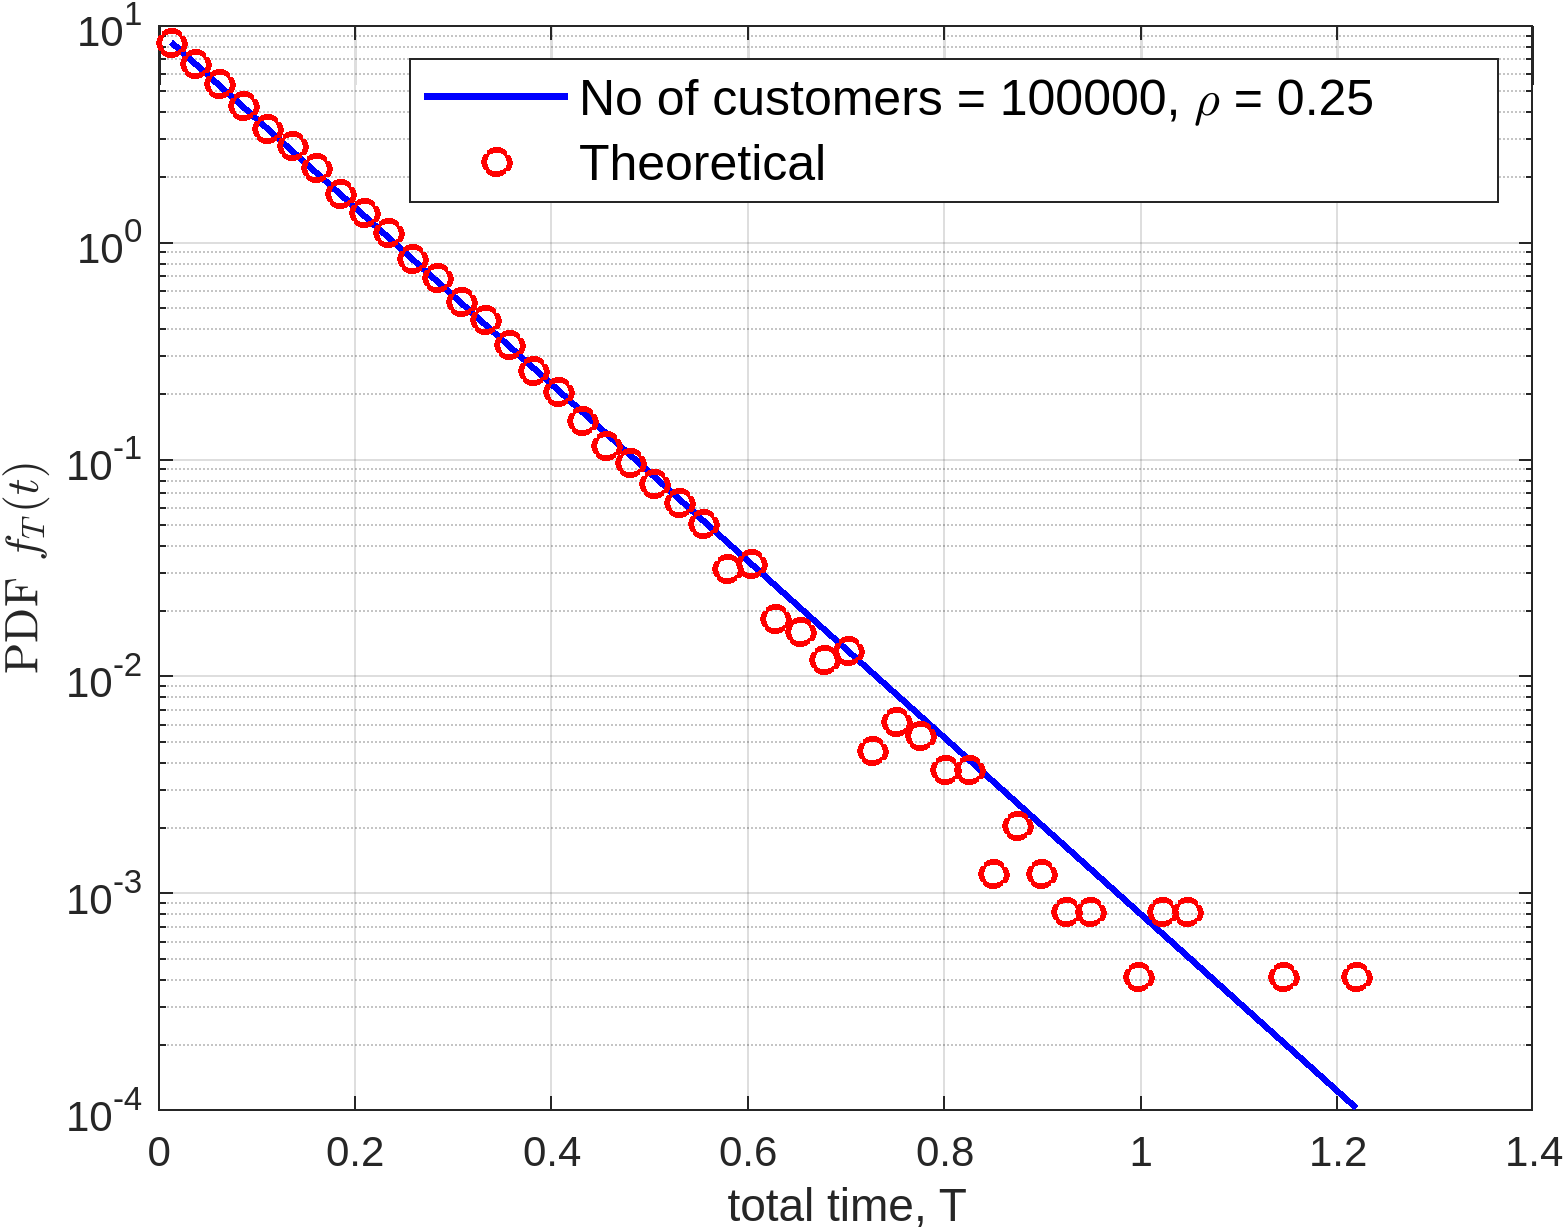 No of customers = 100000, ρ = 0.25
Theoretical
10^1
10^0
10^-1
10^-2
10^-3
10^-4
PDF f_T(t)
0 0.2 0.4 0.6 0.8 1 1.2 1.4
total time, T